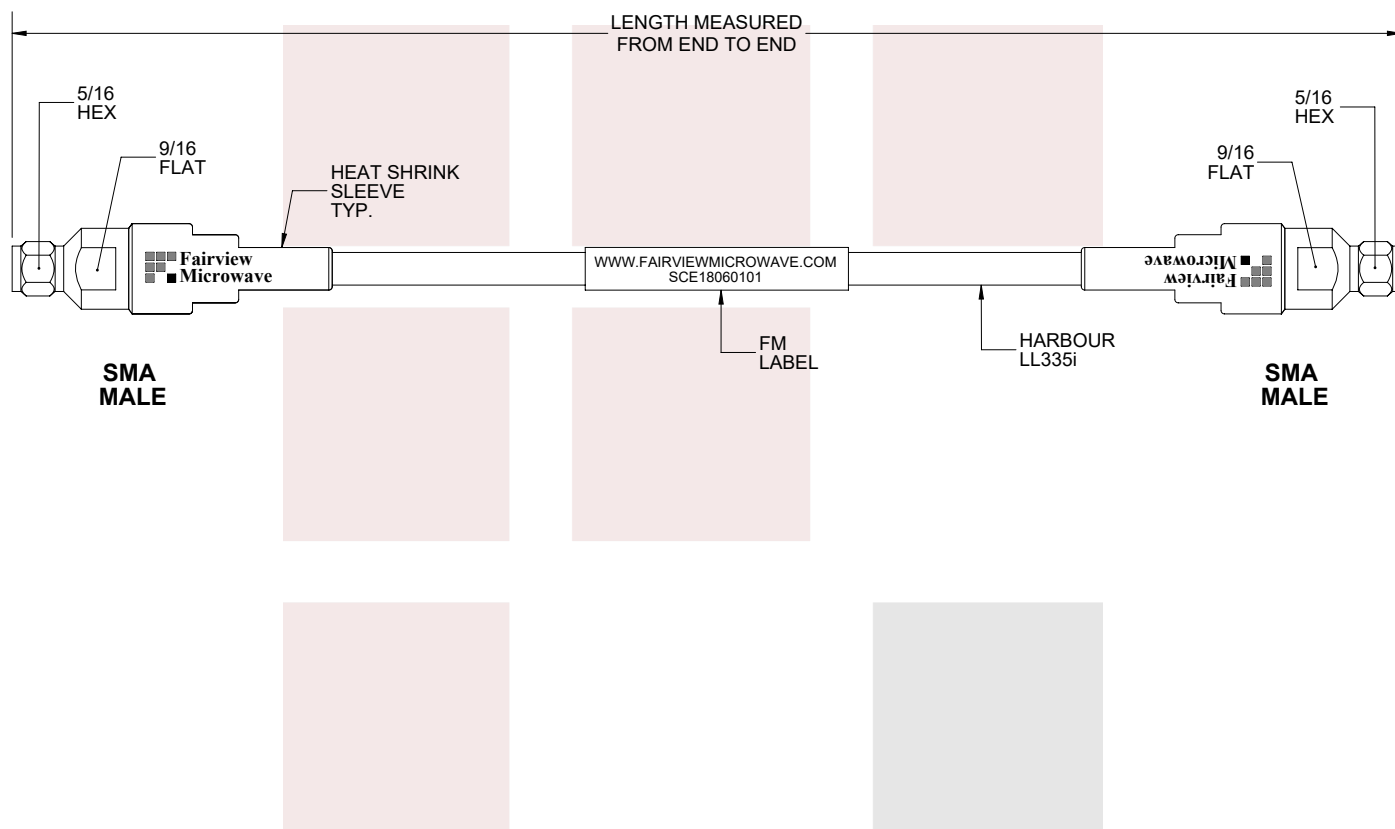 LENGTH MEASURED
FROM END TO END
5/16
HEX
5/16
HEX
9/16
FLAT
9/16
FLAT
HEAT SHRINK
SLEEVE
TYP.
Fairview
Microwave
WWW.FAIRVIEWMICROWAVE.COM
SCE18060101
Fairview
Microwave
FM
LABEL
HARBOUR
LL335i
SMA
MALE
SMA
MALE